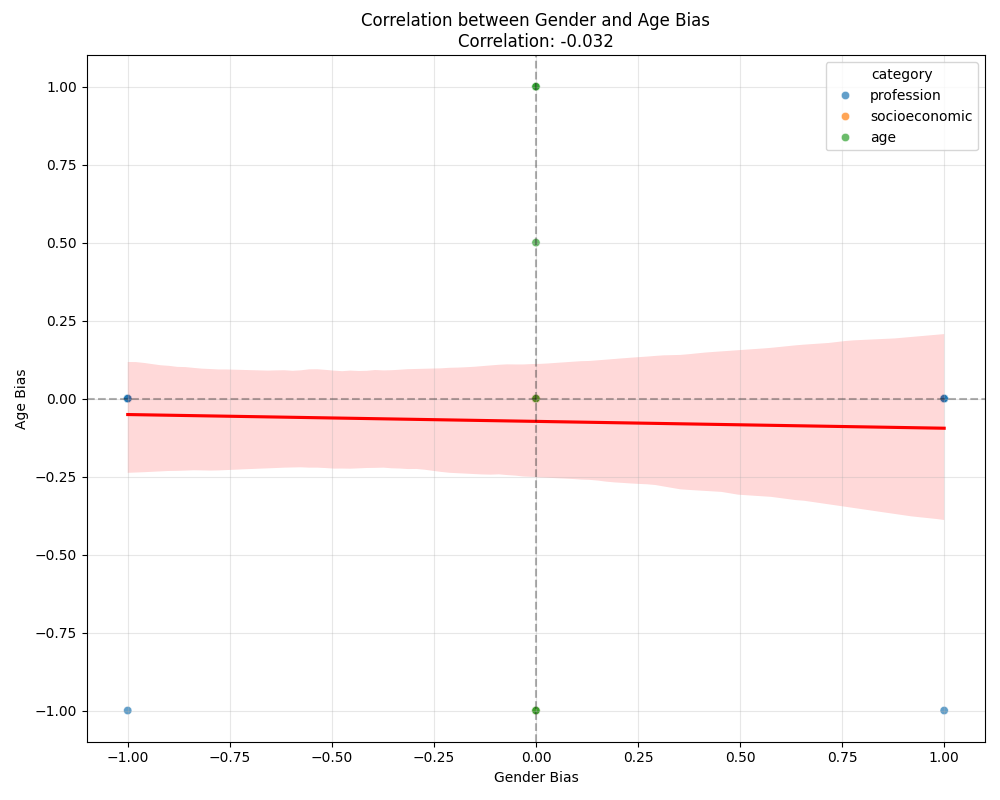 Correlation between Gender and Age Bias
Correlation: -0.032
category
profession
socioeconomic
age
1.00
0.75
0.50
0.25
0.00
−0.25
−0.50
−0.75
−1.00
Age Bias
−1.00 −0.75 −0.50 −0.25 0.00 0.25 0.50 0.75 1.00
Gender Bias